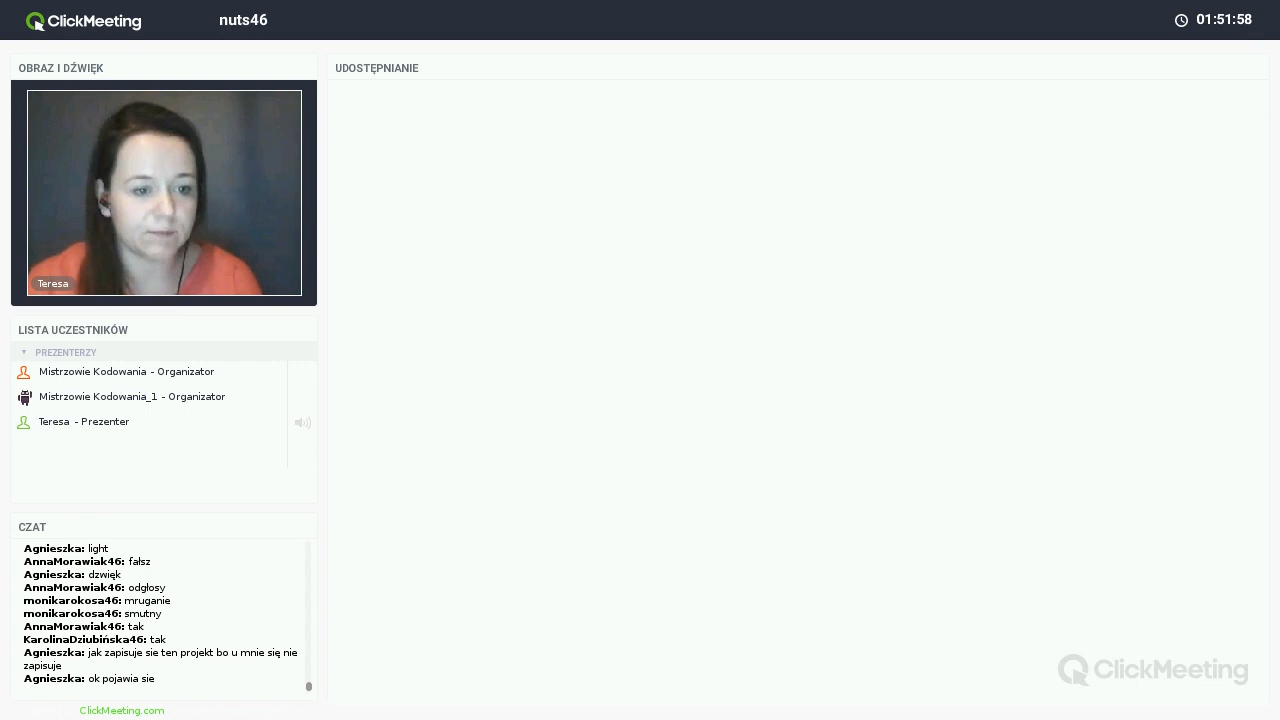 ClickMeeting
nuts46
01:51:58
OBRAZ I DŹWIĘK
UDOSTĘPNIANIE
Teresa
LISTA UCZESTNIKÓW
PREZENTERZY
Mistrzowie Kodowania - Organizator
Mistrzowie Kodowania_1 - Organizator
Teresa - Prezenter
CZAT
Agnieszka: light
AnnaMorawiak46: fałsz
Agnieszka: dzwięk
AnnaMorawiak46: odgłosy
monikarokosa46: mruganie
monikarokosa46: smutny
AnnaMorawiak46: tak
KarolinaDziubińska46: tak
Agnieszka: jak zapisuje sie ten projekt bo u mnie się nie
zapisuje
Agnieszka: ok pojawia sie
ClickMeeting
ClickMeeting.com